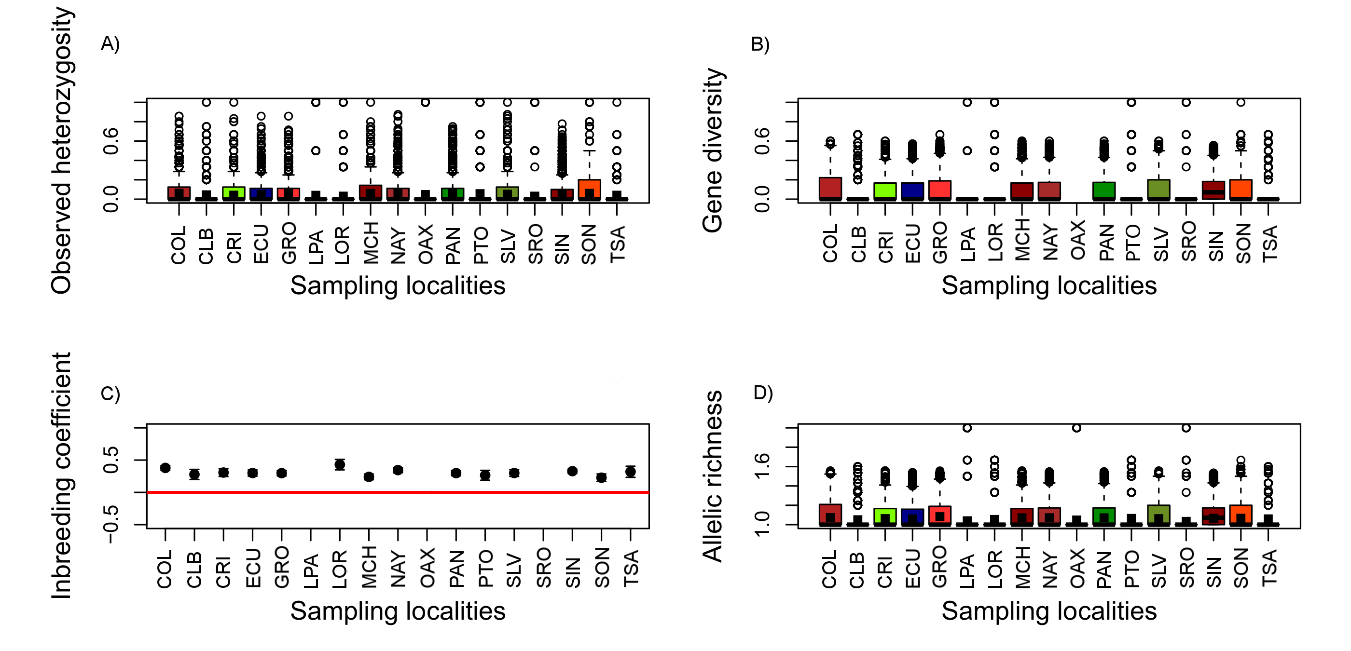 A)
Observed heterozygosity
0.6
0.0
COL CLB CRI ECU GRO LPA LOR MCH NAY OAX PAN PTO SLV SRO SIN SON TSA
Sampling localities
B)
Gene diversity
0.6
0.0
COL CLB CRI ECU GRO LPA LOR MCH NAY OAX PAN PTO SLV SRO SIN SON TSA
Sampling localities
C)
Inbreeding coefficient
0.5
−0.5
COL CLB CRI ECU GRO LPA LOR MCH NAY OAX PAN PTO SLV SRO SIN SON TSA
Sampling localities
D)
Allelic richness
1.6
1.0
COL CLB CRI ECU GRO LPA LOR MCH NAY OAX PAN PTO SLV SRO SIN SON TSA
Sampling localities